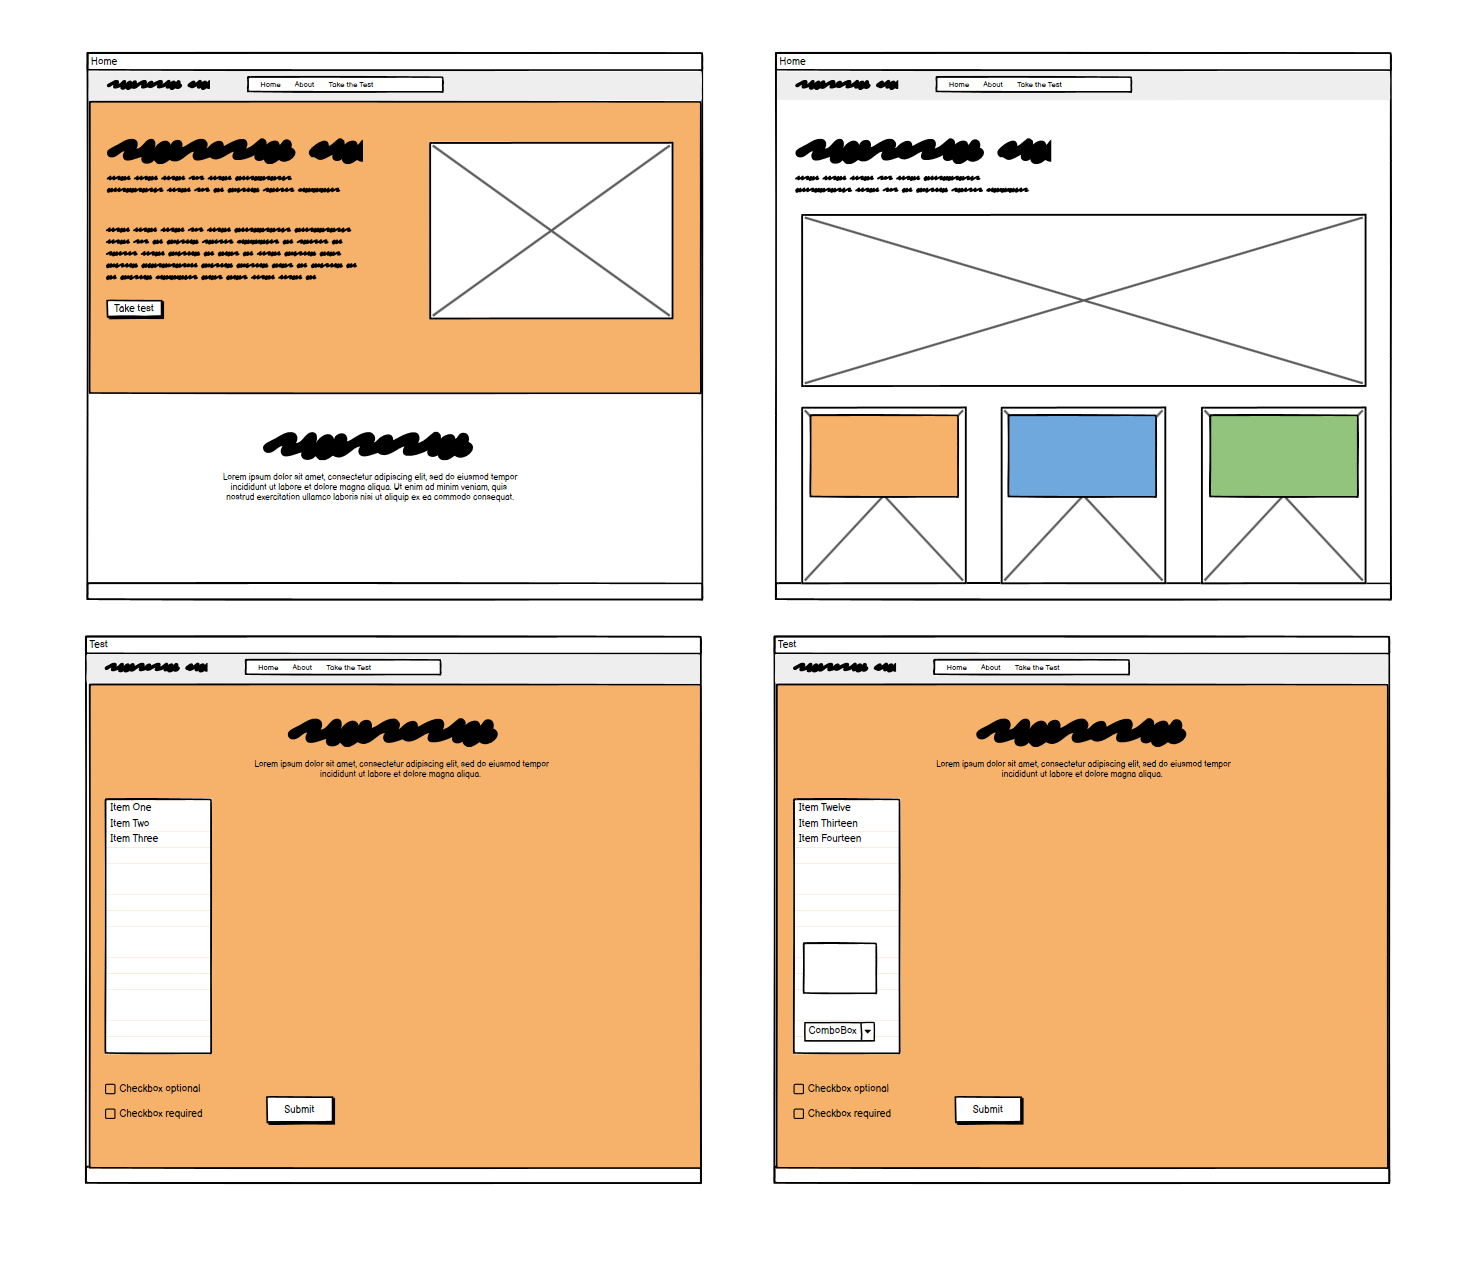 Home
Home About Take the Test
Take test
Lorem ipsum dolor sit amet, consectetur adipiscing elit, sed do eiusmod tempor
incididunt ut labore et dolore magna aliqua. Ut enim ad minim veniam, quis
nostrud exercitation ullamco laboris nisi ut aliquip ex ea commodo consequat.
Home
Home About Take the Test
Test
Home About Take the Test
Lorem ipsum dolor sit amet, consectetur adipiscing elit, sed do eiusmod tempor
incididunt ut labore et dolore magna aliqua.
Item One
Item Two
Item Three
Checkbox optional
Checkbox required
Submit
Test
Home About Take the Test
Lorem ipsum dolor sit amet, consectetur adipiscing elit, sed do eiusmod tempor
incididunt ut labore et dolore magna aliqua.
Item Twelve
Item Thirteen
Item Fourteen
ComboBox
Checkbox optional
Checkbox required
Submit